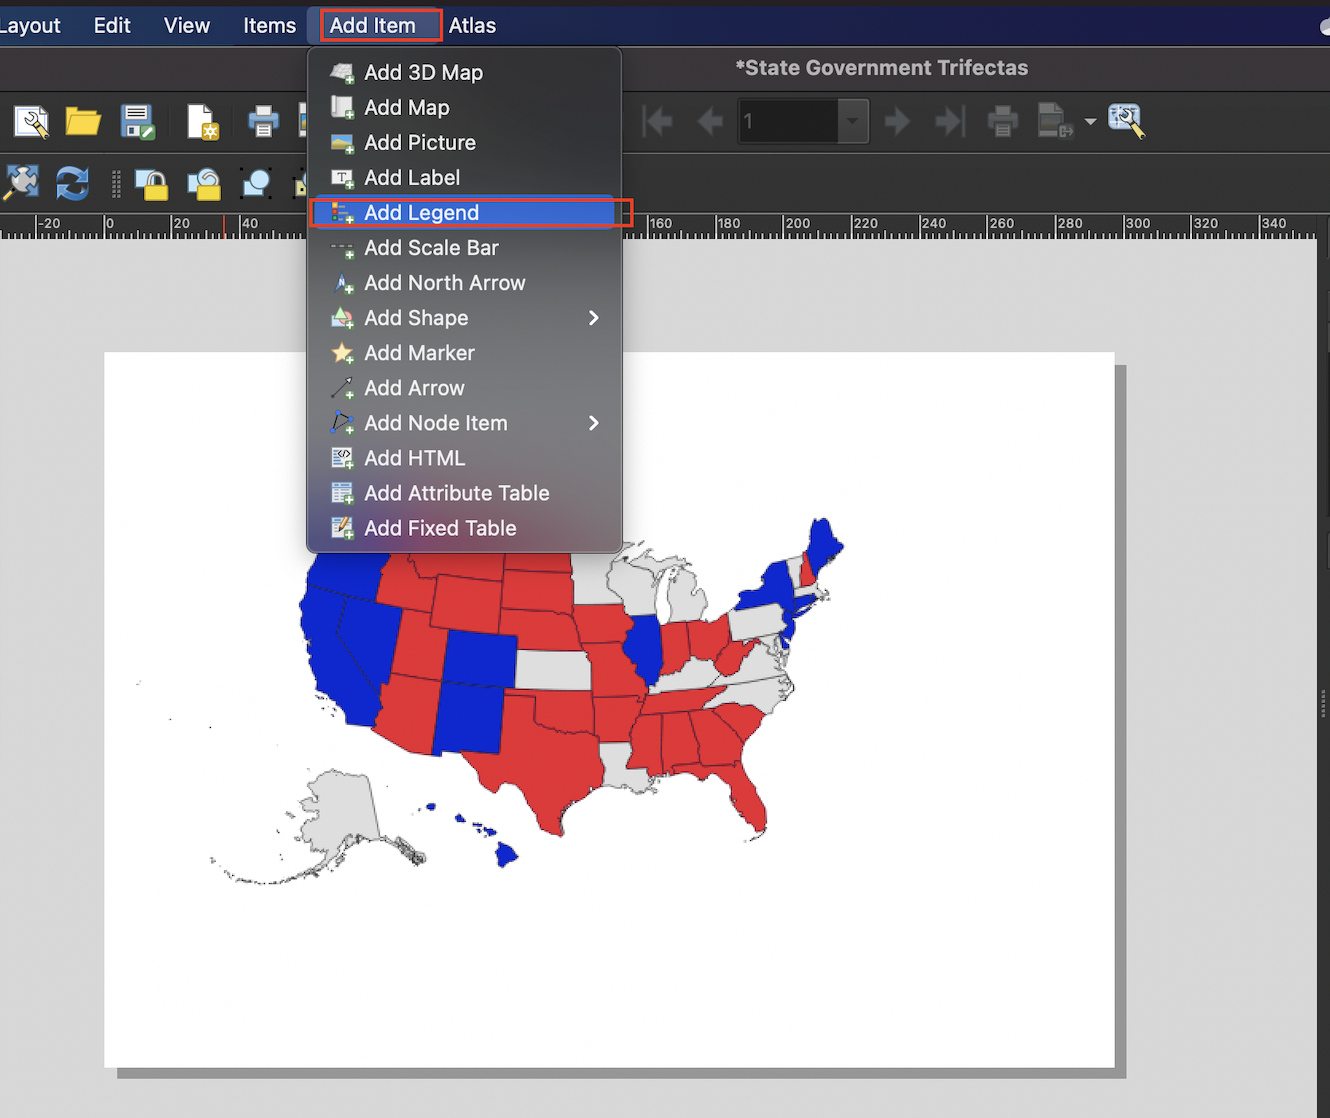 Layout Edit View Items Add Item Atlas
*State Government Trifectas
Add 3D Map
Add Map
Add Picture
Add Label
Add Legend
Add Scale Bar
Add North Arrow
Add Shape
Add Marker
Add Arrow
Add Node Item
Add HTML
Add Attribute Table
Add Fixed Table
1
-20 0 20 40 160 180 200 220 240 260 280 300 320 340